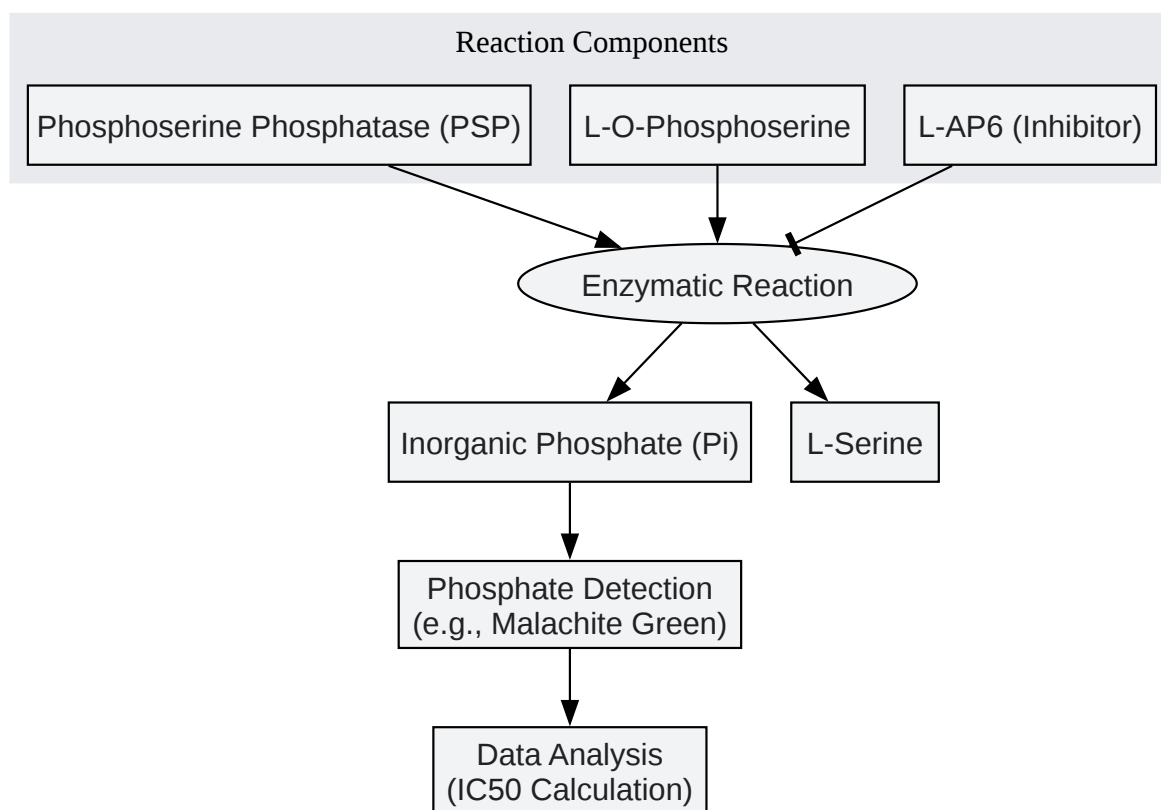 Reaction Components
Phosphoserine Phosphatase (PSP)
L-O-Phosphoserine
L-AP6 (Inhibitor)
Enzymatic Reaction
Inorganic Phosphate (Pi)
L-Serine
Phosphate Detection
(e.g., Malachite Green)
Data Analysis
(IC50 Calculation)